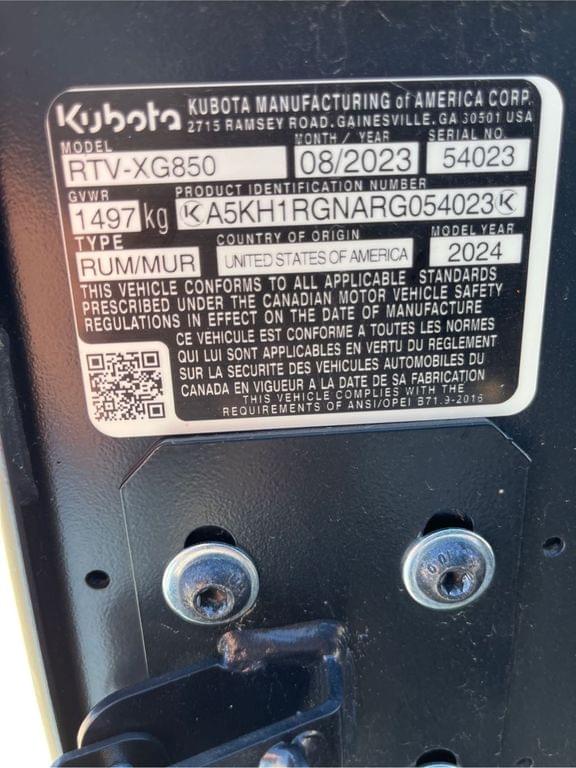 Kubota KUBOTA MANUFACTURING of AMERICA CORP.
2715 RAMSEY ROAD, GAINESVILLE, GA 30501 USA
MODEL MONTH / YEAR SERIAL NO.
RTV-XG850 08/2023 54023
GVWR PRODUCT IDENTIFICATION NUMBER
1497 kg K A5KH1RGNARG054023 K
TYPE COUNTRY OF ORIGIN MODEL YEAR
RUM/MUR UNITED STATES OF AMERICA 2024
THIS VEHICLE CONFORMS TO ALL APPLICABLE STANDARDS
PRESCRIBED UNDER THE CANADIAN MOTOR VEHICLE SAFETY
REGULATIONS IN EFFECT ON THE DATE OF MANUFACTURE
CE VEHICULE EST CONFORME A TOUTES LES NORMES
QUI LUI SONT APPLICABLES EN VERTU DU REGLEMENT
SUR LA SECURITE DES VEHICULES AUTOMOBILES DU
CANADA EN VIGUEUR A LA DATE DE SA FABRICATION
THIS VEHICLE COMPLIES WITH THE
REQUIREMENTS OF ANSI/OPEI B71.9-2016